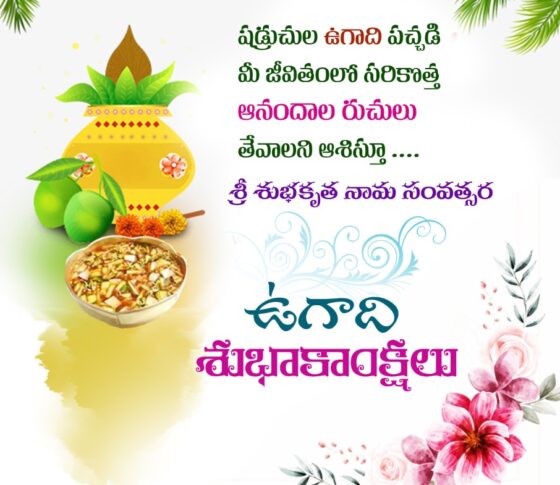 షడ్రుచుల ఉగాది పచ్చడి
మీ జీవితంలో సరికొత్త
ఆనందాల రుచులు
తేవాలని ఆశిస్తూ ....
శ్రీ శుభకృత నామ సంవత్సర
ఉగాది
శుభాకాంక్షలు